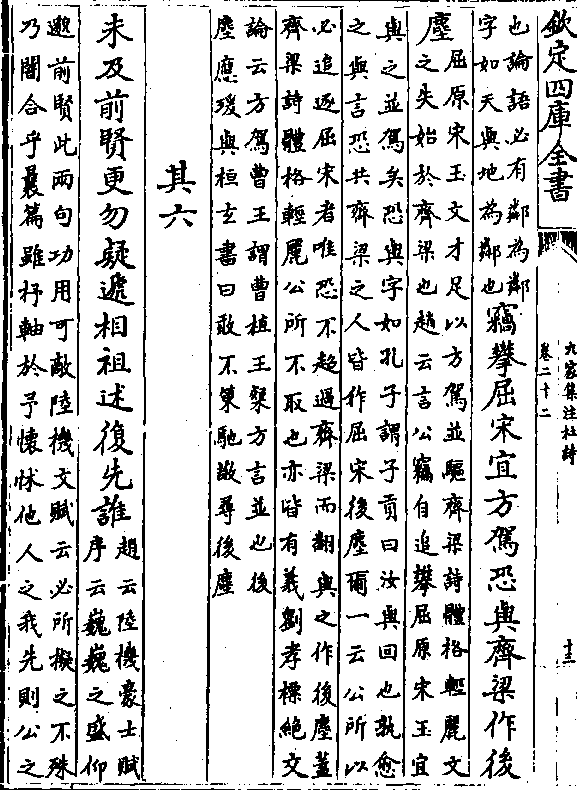 欽定四庫全書
九家集注杜詩
卷二十二
十三
也論語必有鄰為鄰
字如天與地為鄰也
竊攀屈宋宜方駕恐與齊梁作後
塵
屈原宋玉文才足以方駕並驅齊梁詩體格輕麗文
之失始於齊梁也趙云言公竊自追攀屈原宋玉宜
與之並駕矣恐與字如孔子謂子貢曰汝與回也孰愈
之與言恐共齊梁之人皆作屈宋後塵爾一云公所以
必追逐屈宋者唯恐不超過齊梁而翻與之作後塵蓋
齊梁詩體格輕麗公所不取也亦皆有義劉孝標絶文
論云方駕曹王謂曹植王粲方言並也後
塵應璩與桓玄書曰敢不策馳敬尋後塵
其六
未及前賢更勿疑遞相祖述復先誰
趙云陸機豪士賦
序云巍巍之盛仰
邈前賢此兩句功用可敵陸機文賦云必所擬之不殊
乃闇合乎曩篇雖杼軸於予懷怵他人之我先則公之